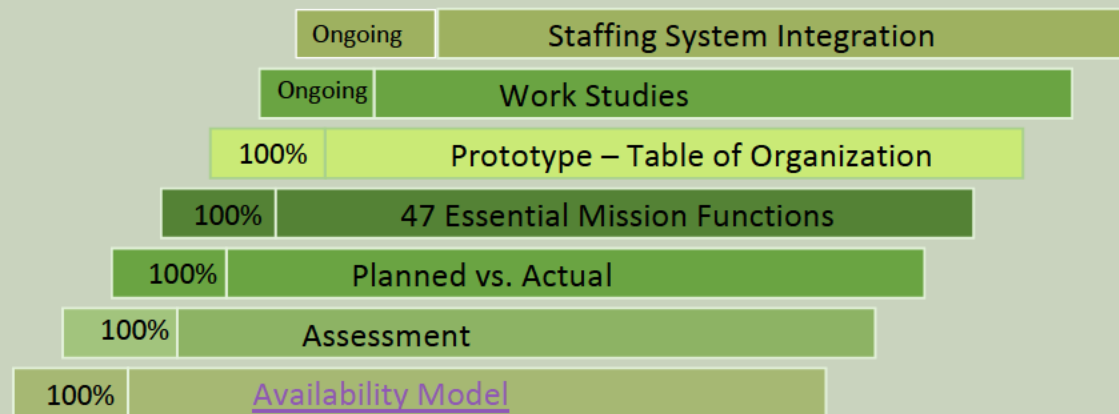 Ongoing Staffing System Integration
Ongoing Work Studies
100% Prototype – Table of Organization
100% 47 Essential Mission Functions
100% Planned vs. Actual
100% Assessment
100% Availability Model